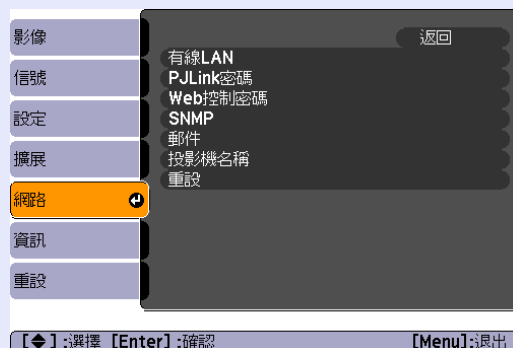 影像
信號
設定
擴展
網路
資訊
重設
返回
有線LAN
PJLink密碼
Web控制密碼
SNMP
郵件
投影機名稱
重設
[◆]:選擇 [Enter]:確認 [Menu]:退出